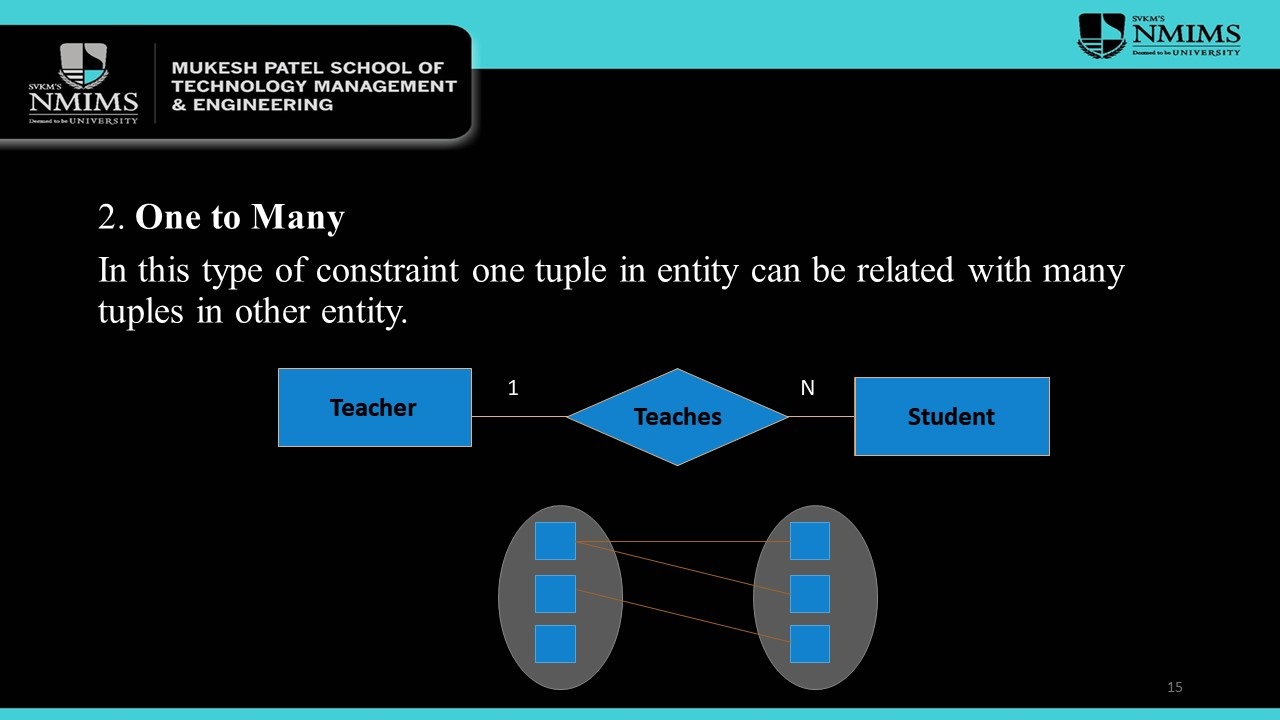 SVKM'S
NMIMS
Deemed to be UNIVERSITY
MUKESH PATEL SCHOOL OF
TECHNOLOGY MANAGEMENT
& ENGINEERING
SVKM'S
NMIMS
Deemed to be UNIVERSITY
2. One to Many
In this type of constraint one tuple in entity can be related with many
tuples in other entity.
Teacher
1
Teaches
N
Student
15